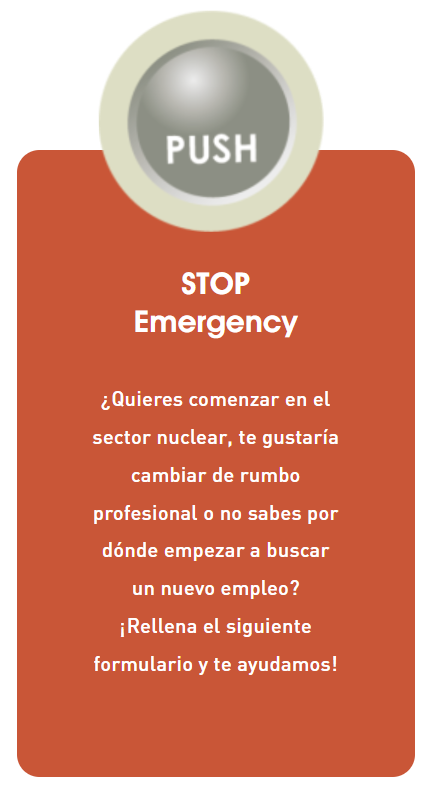 PUSH
STOP
Emergency
¿Quieres comenzar en el
sector nuclear, te gustaría
cambiar de rumbo
profesional o no sabes por
dónde empezar a buscar
un nuevo empleo?
¡Rellena el siguiente
formulario y te ayudamos!